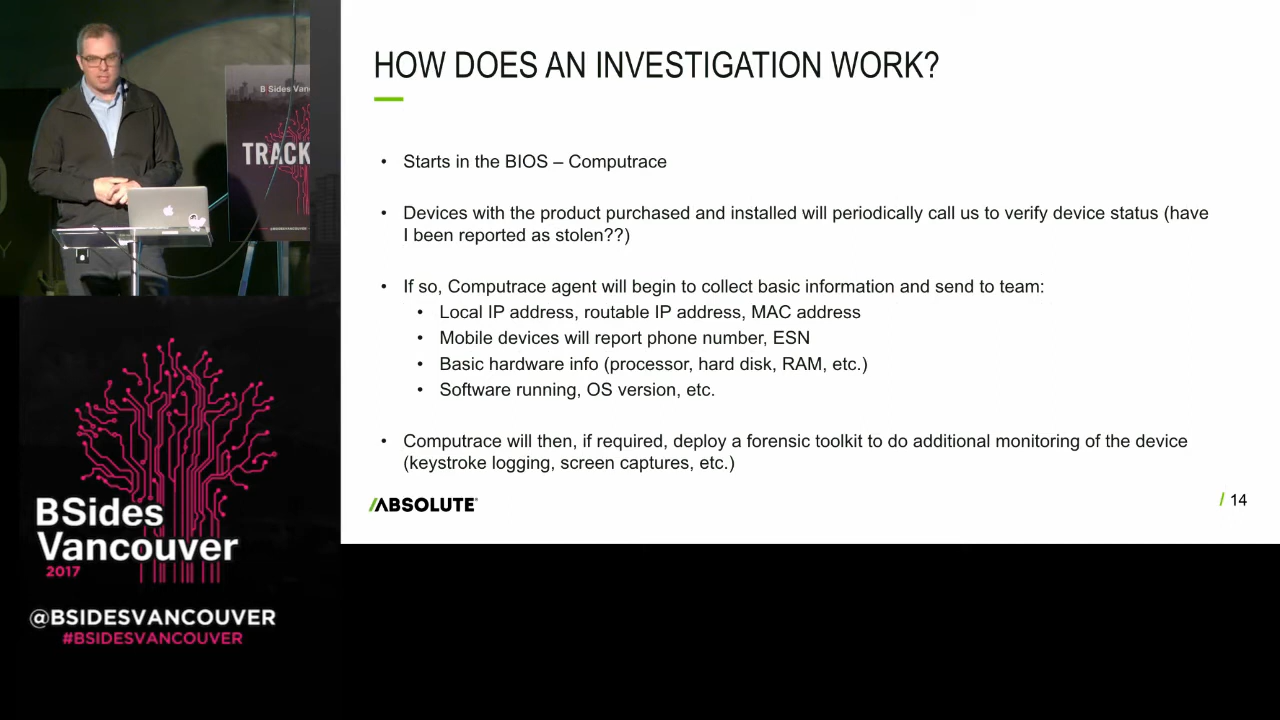 B Sides Van
TRACK
HOW DOES AN INVESTIGATION WORK?
• Starts in the BIOS – Computrace
• Devices with the product purchased and installed will periodically call us to verify device status (have
I been reported as stolen??)
• If so, Computrace agent will begin to collect basic information and send to team:
• Local IP address, routable IP address, MAC address
• Mobile devices will report phone number, ESN
• Basic hardware info (processor, hard disk, RAM, etc.)
• Software running, OS version, etc.
• Computrace will then, if required, deploy a forensic toolkit to do additional monitoring of the device
(keystroke logging, screen captures, etc.)
/ABSOLUTE®
/ 14
BSides
Vancouver
2017
@BSIDESVANCOUVER
#BSIDESVANCOUVER